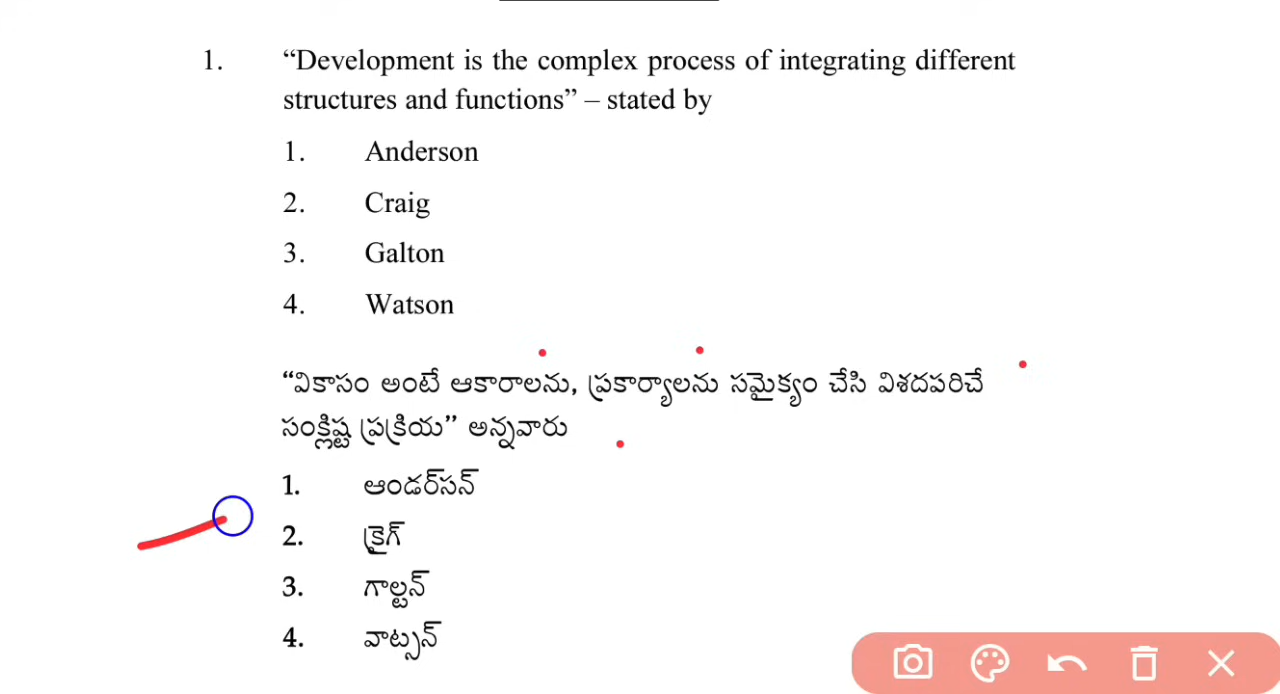 1. “Development is the complex process of integrating different
structures and functions” – stated by
1. Anderson
2. Craig
3. Galton
4. Watson
“వికాసం అంటే ఆకారాలను, ప్రకార్యాలను సమైక్యం చేసి విశదపరిచే
సంక్లిష్ట ప్రక్రియ” అన్నవారు
1. ఆండర్‌సన్
2. క్రైగ్
3. గాల్టన్
4. వాట్సన్